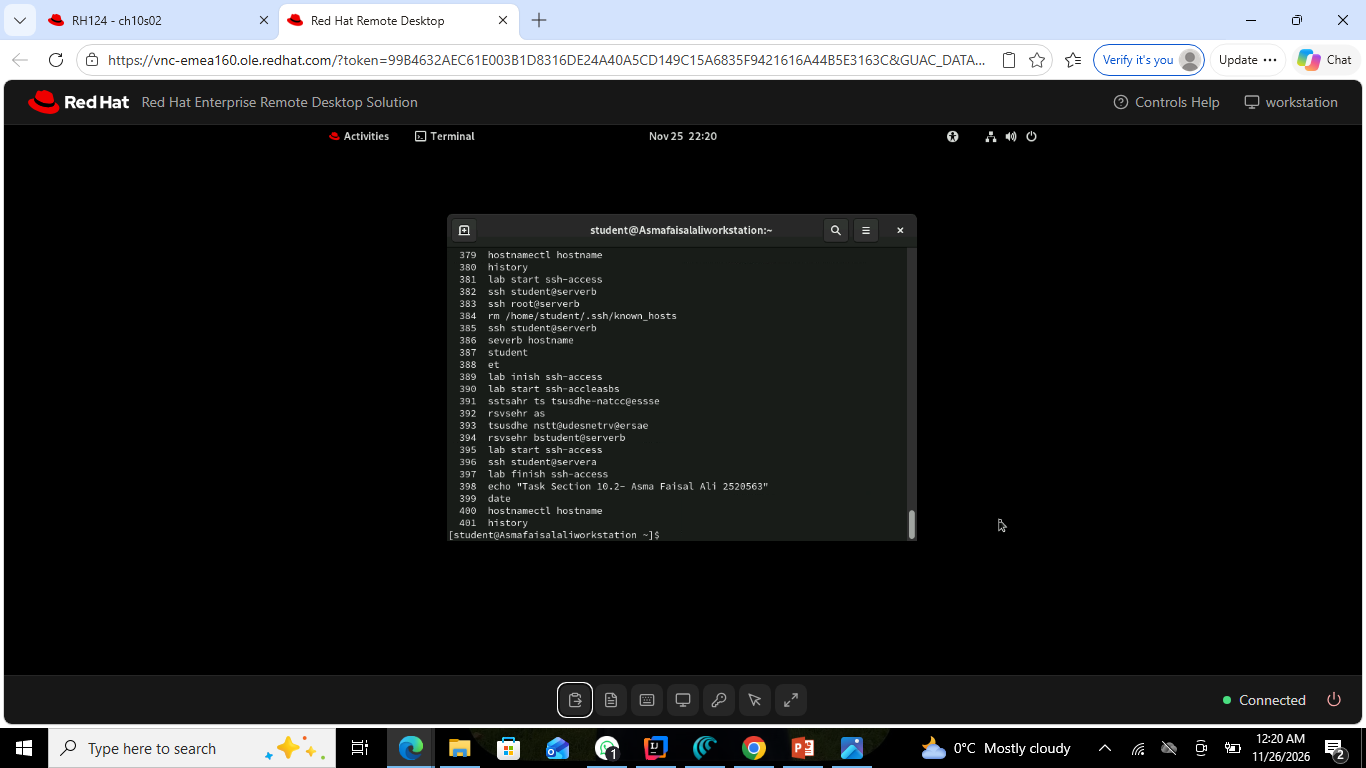 RH124 - ch10s02
Red Hat Remote Desktop
https://vnc-emea160.ole.redhat.com/?token=99B4632AEC61E003B1D8316DE24A40A5CD149C15A6835F9421616A44B5E3163C&GUAC_DATA...
Verify it's you
Update
Chat
Red Hat
Red Hat Enterprise Remote Desktop Solution
Controls Help
workstation
Activities
Terminal
Nov 25 22:20
student@Asmafaisalaliworkstation:~
379 hostnamectl hostname
380 history
381 lab start ssh-access
382 ssh student@serverb
383 ssh root@serverb
384 rm /home/student/.ssh/known_hosts
385 ssh student@serverb
386 severb hostname
387 student
388 et
389 lab inish ssh-access
390 lab start ssh-accleasbs
391 sstsahr ts tsusdhe-natcc@essse
392 rsvsehr as
393 tsusdhe nstt@udesnetrv@ersae
394 rsvsehr bstudent@serverb
395 lab start ssh-access
396 ssh student@servera
397 lab finish ssh-access
398 echo "Task Section 10.2- Asma Faisal Ali 2520563"
399 date
400 hostnamectl hostname
401 history
[student@Asmafaisalaliworkstation ~]$
Connected
Type here to search
1
0°C Mostly cloudy
12:20 AM
11/26/2026
2